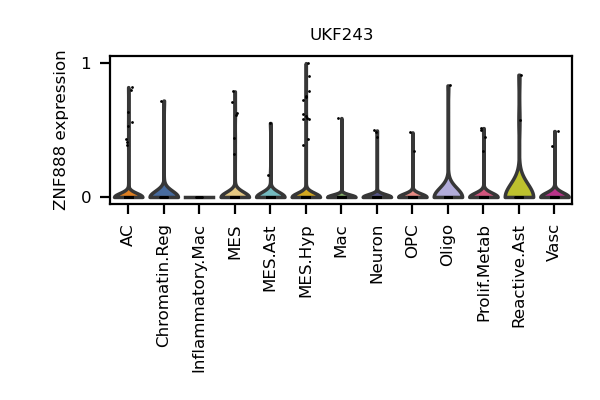 UKF243
ZNF888 expression
1
0
AC
Chromatin.Reg
Inflammatory.Mac
MES
MES.Ast
MES.Hyp
Mac
Neuron
OPC
Oligo
Prolif.Metab
Reactive.Ast
Vasc